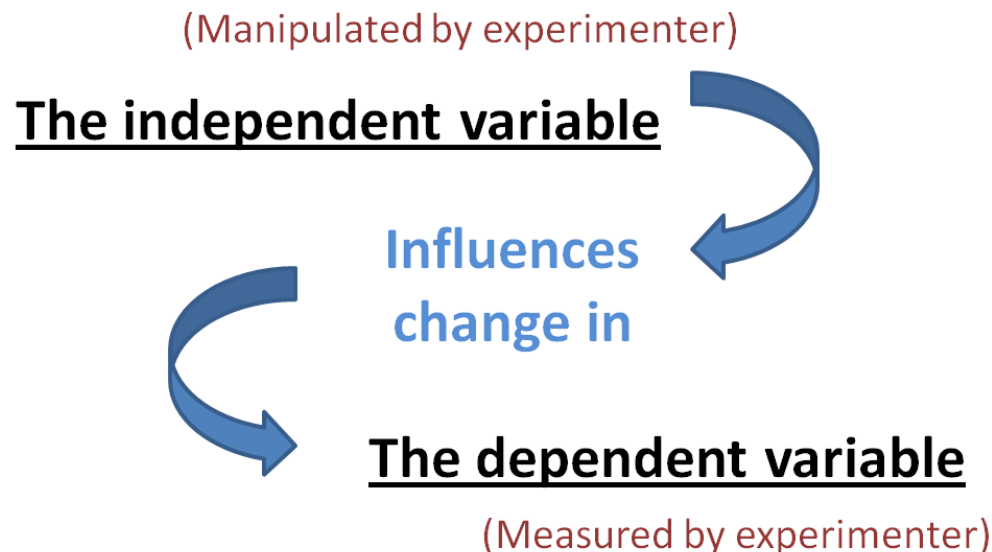 (Manipulated by experimenter)
The independent variable
Influences
change in
The dependent variable
(Measured by experimenter)